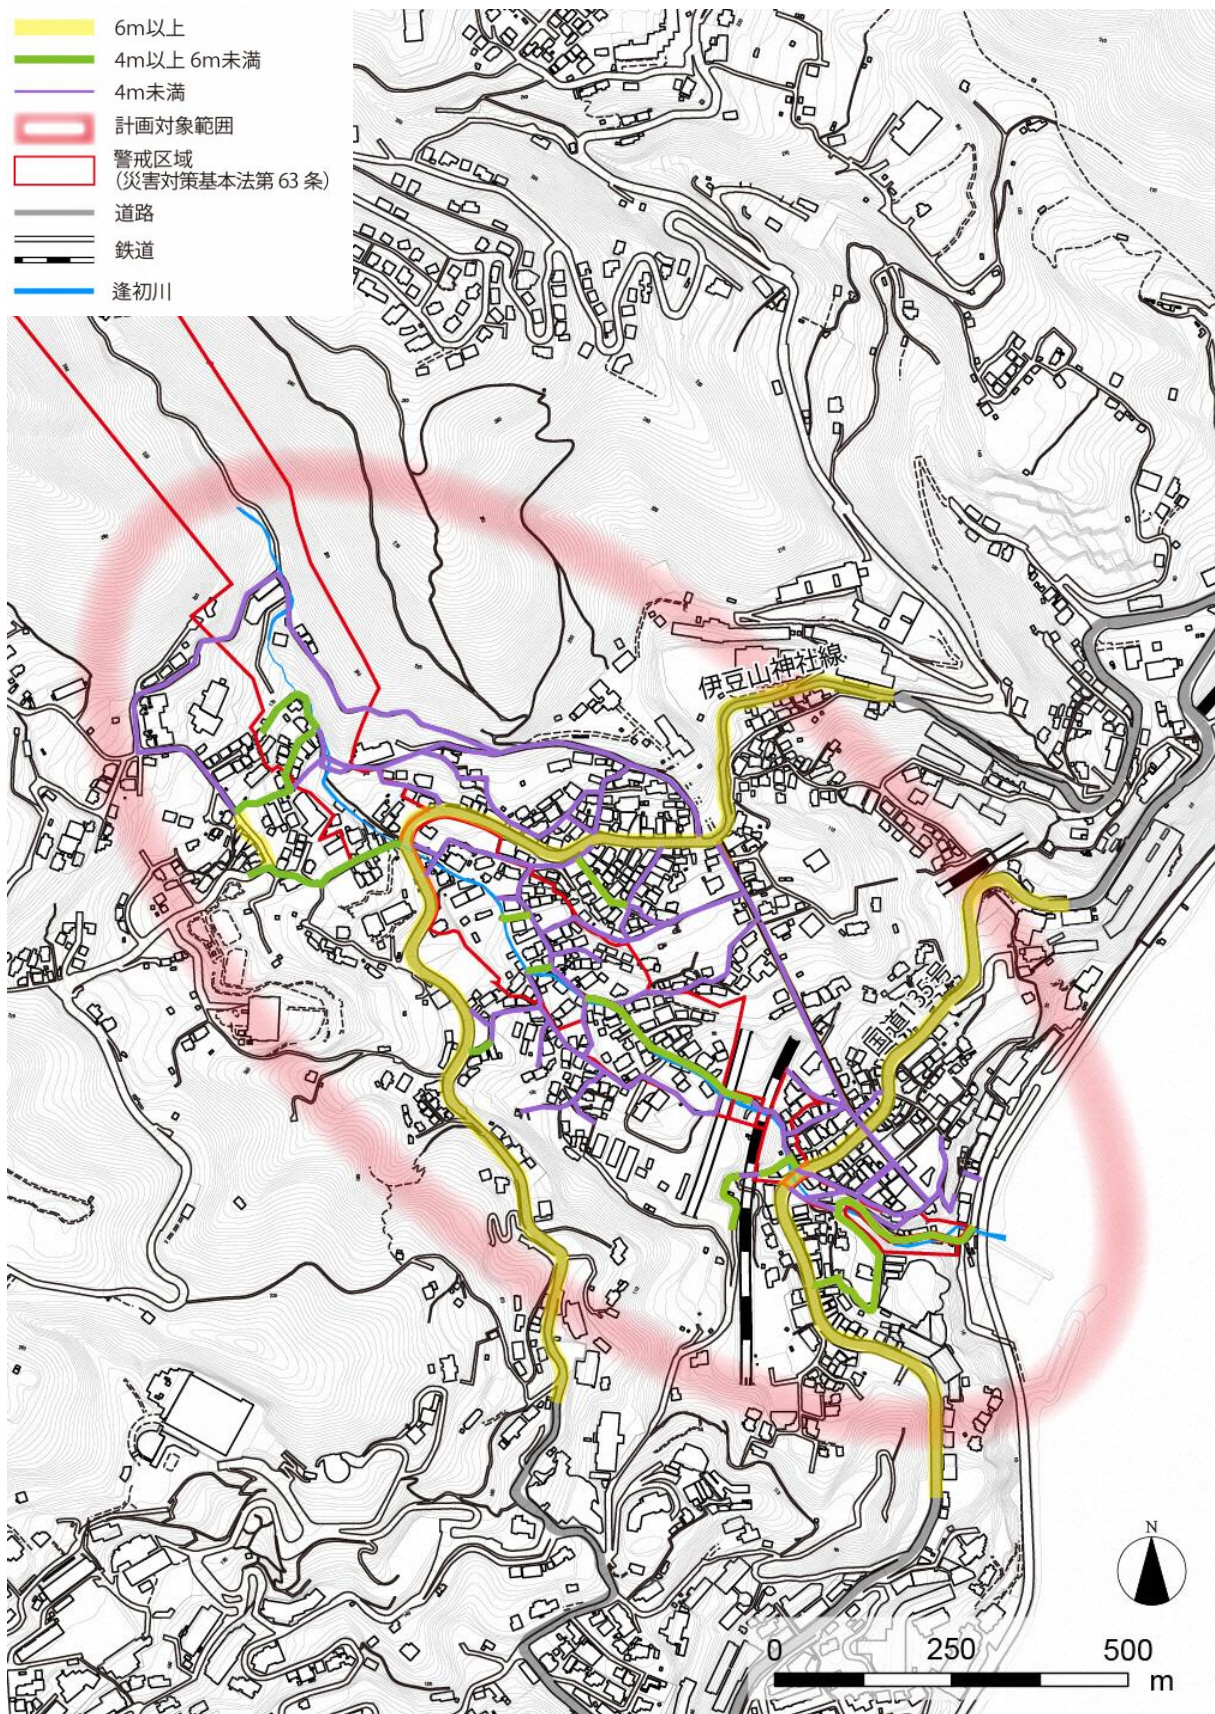 6m以上
4m以上 6m未満
4m未満
計画対象範囲
警戒区域
（災害対策基本法第 63 条）
道路
鉄道
逢初川
伊豆山神社線
国道135号
N
0 250 500
m